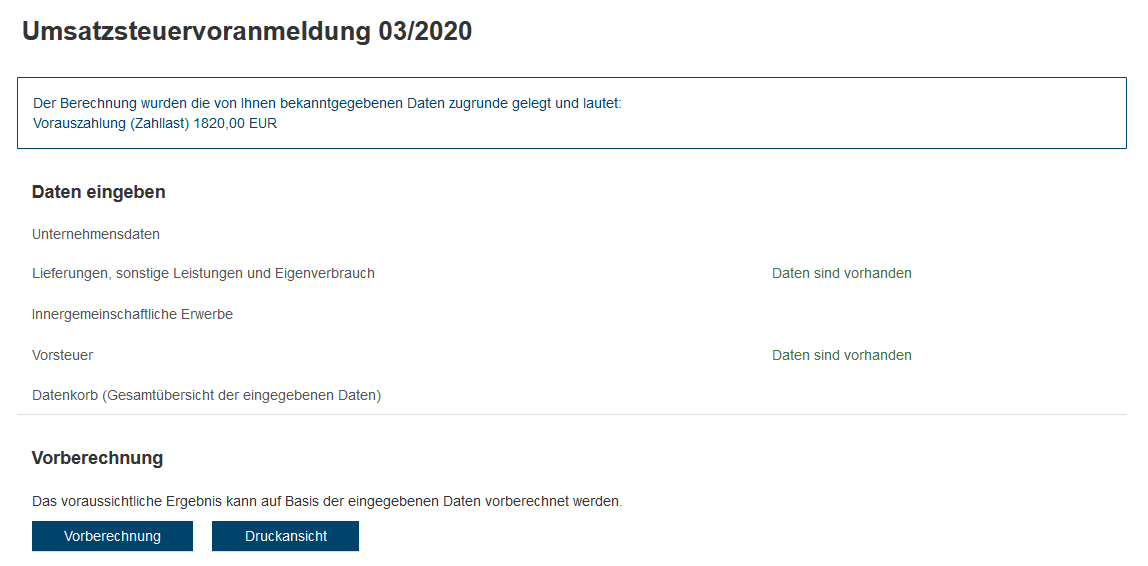 Umsatzsteuervoranmeldung 03/2020
Der Berechnung wurden die von Ihnen bekanntgegebenen Daten zugrunde gelegt und lautet:
Vorauszahlung (Zahllast) 1820,00 EUR
Daten eingeben
Unternehmensdaten
Lieferungen, sonstige Leistungen und Eigenverbrauch Daten sind vorhanden
Innergemeinschaftliche Erwerbe
Vorsteuer Daten sind vorhanden
Datenkorb (Gesamtübersicht der eingegebenen Daten)
Vorberechnung
Das voraussichtliche Ergebnis kann auf Basis der eingegebenen Daten vorberechnet werden.
Vorberechnung Druckansicht